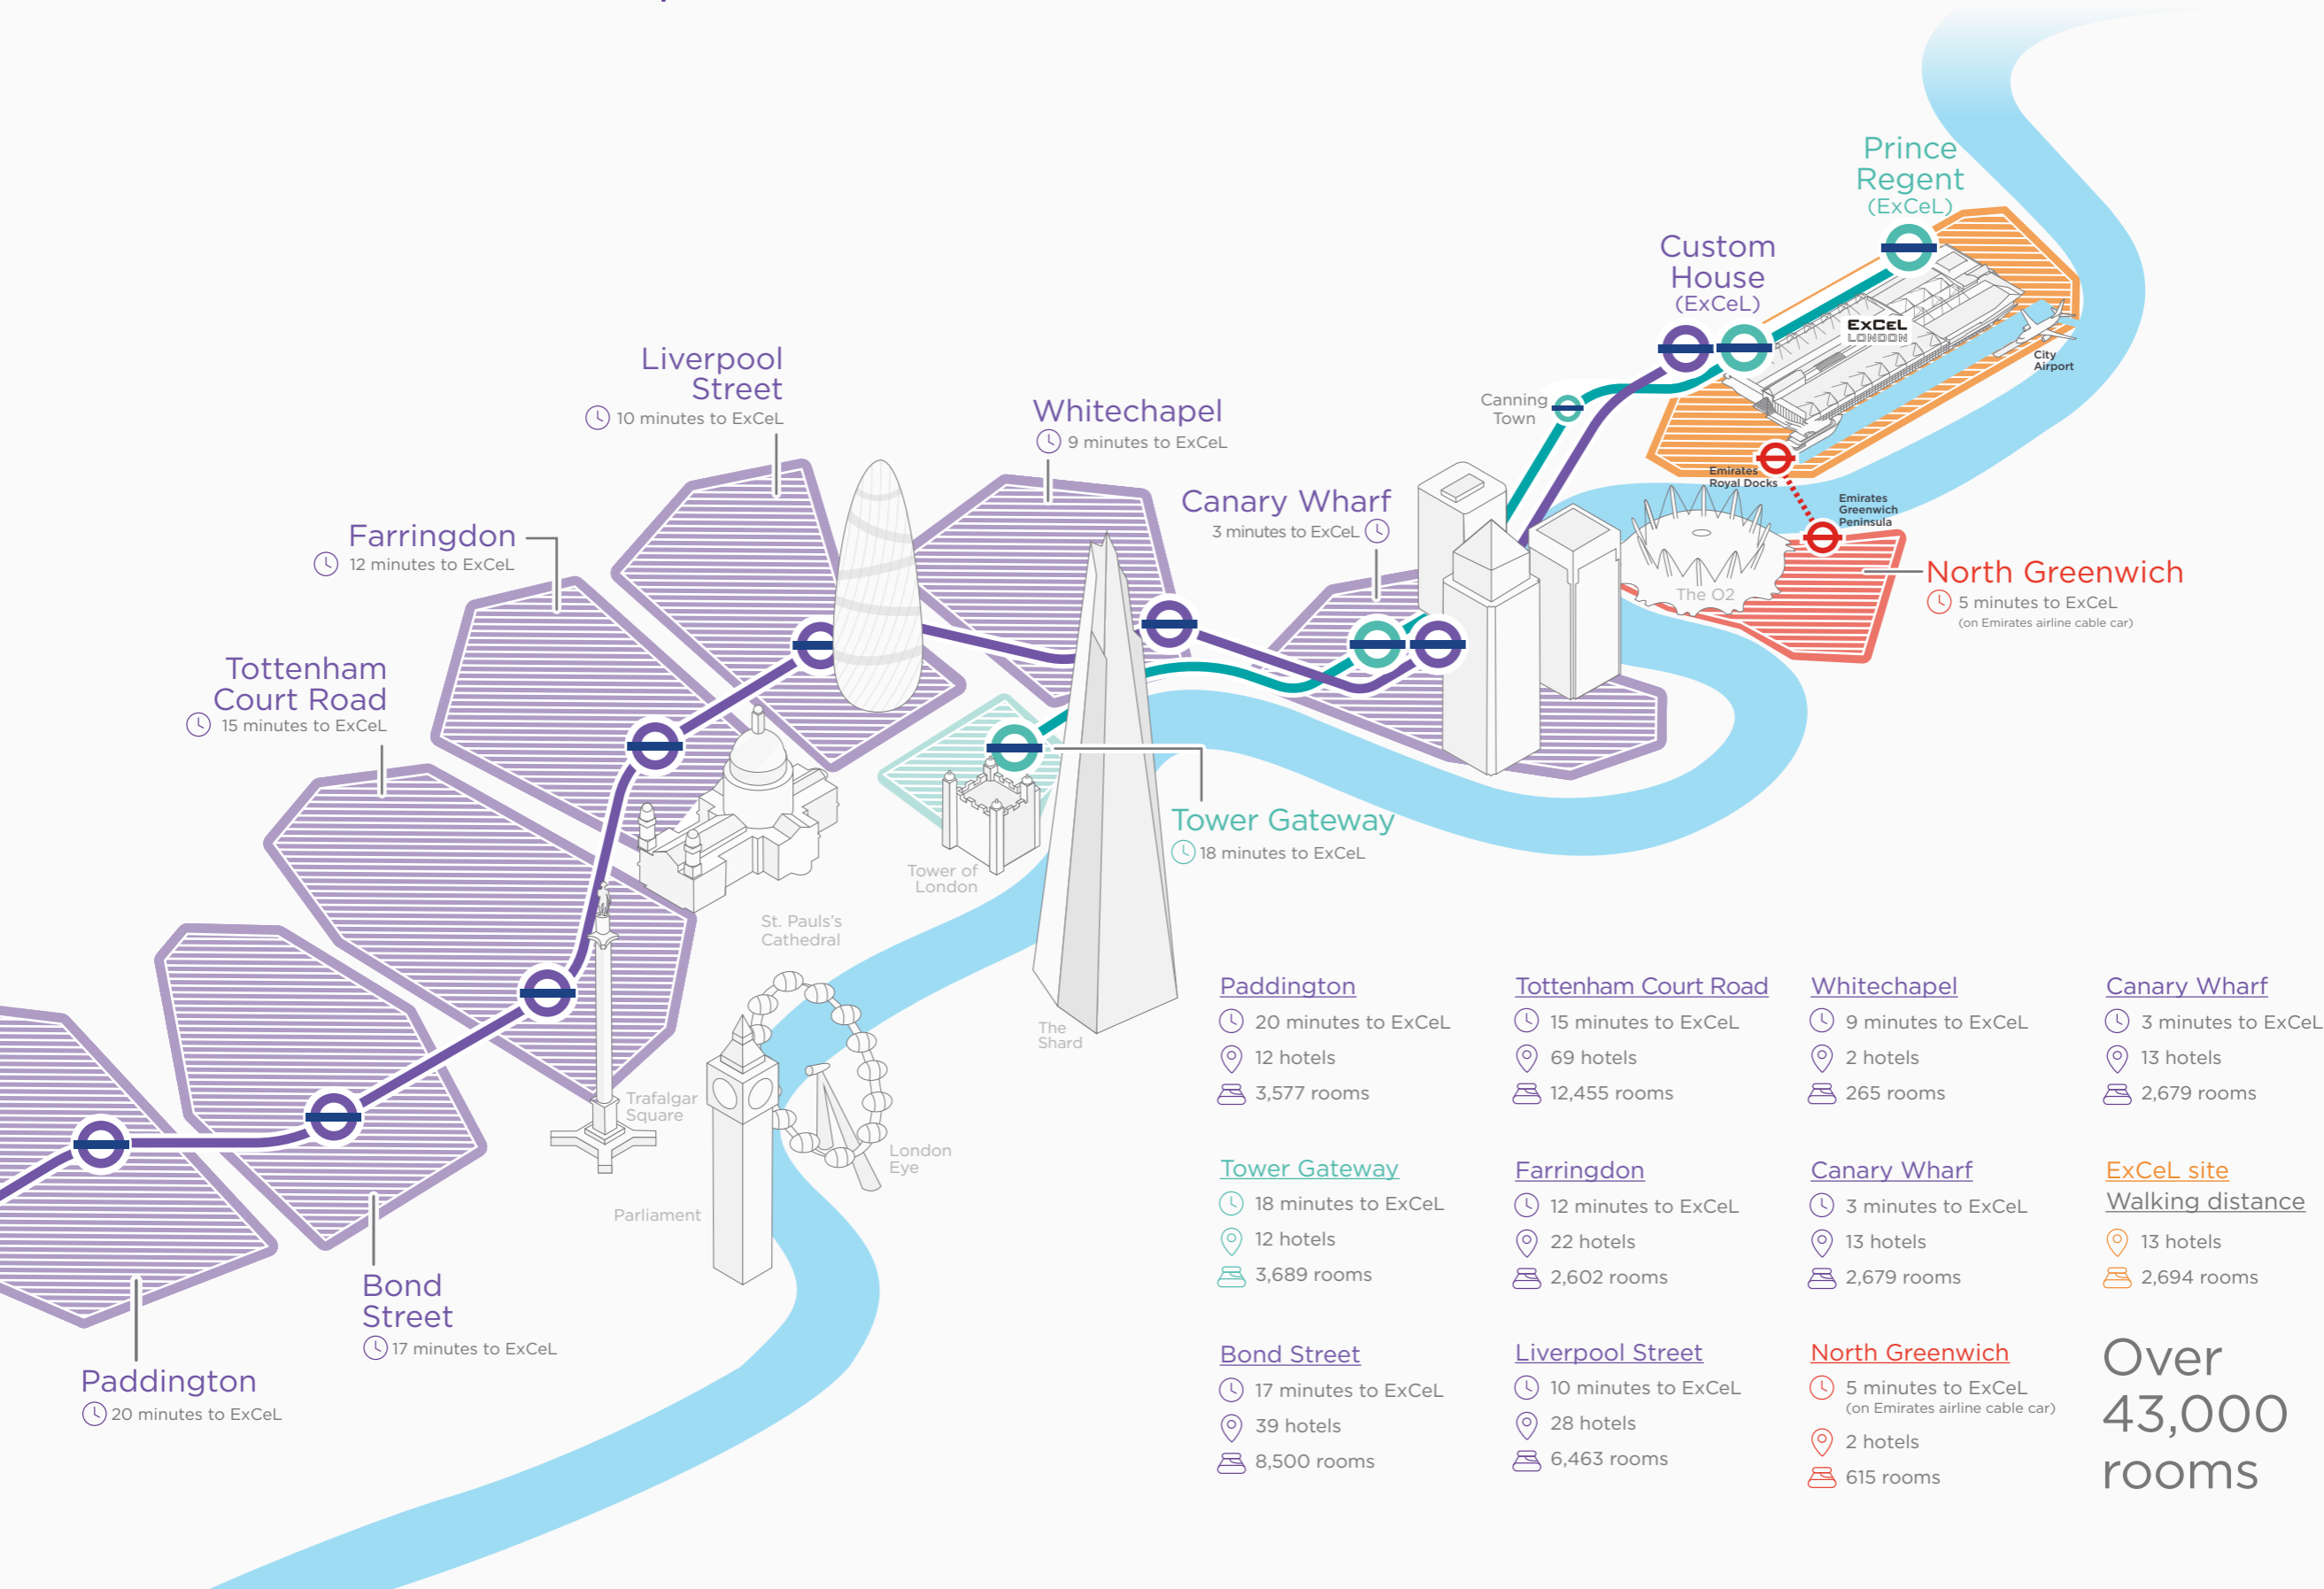 Prince
Regent
(ExCeL)
Custom
House
(ExCeL)
ExCeL
LONDON
City
Airport
Liverpool
Street
10 minutes to ExCeL
Whitechapel
9 minutes to ExCeL
Canning
Town
Canary Wharf
3 minutes to ExCeL
Emirates
Royal Docks
Emirates
Greenwich
Peninsula
Farringdon
12 minutes to ExCeL
North Greenwich
5 minutes to ExCeL
(on Emirates airline cable car)
The O2
Tottenham
Court Road
15 minutes to ExCeL
Tower Gateway
18 minutes to ExCeL
Tower of
London
St. Pauls's
Cathedral
The
Shard
Trafalgar
Square
London
Eye
Parliament
Bond
Street
17 minutes to ExCeL
Paddington
20 minutes to ExCeL
Paddington
20 minutes to ExCeL
12 hotels
3,577 rooms
Tottenham Court Road
15 minutes to ExCeL
69 hotels
12,455 rooms
Whitechapel
9 minutes to ExCeL
2 hotels
265 rooms
Canary Wharf
3 minutes to ExCeL
13 hotels
2,679 rooms
Tower Gateway
18 minutes to ExCeL
12 hotels
3,689 rooms
Farringdon
12 minutes to ExCeL
22 hotels
2,602 rooms
Canary Wharf
3 minutes to ExCeL
13 hotels
2,679 rooms
ExCeL site
Walking distance
13 hotels
2,694 rooms
Bond Street
17 minutes to ExCeL
39 hotels
8,500 rooms
Liverpool Street
10 minutes to ExCeL
28 hotels
6,463 rooms
North Greenwich
5 minutes to ExCeL
(on Emirates airline cable car)
2 hotels
615 rooms
Over
43,000
rooms